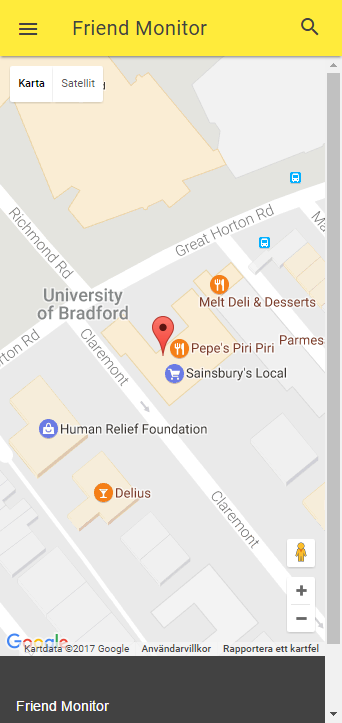 Friend Monitor
Karta
Satellit
Richmond Rd
Great Horton Rd
Ma
University
of Bradford
Melt Deli & Desserts
Horton Rd
Claremont
Pepe's Piri Piri
Parmes
Sainsbury's Local
Human Relief Foundation
Delius
Claremont
Google
Kartdata ©2017 Google
Användarvillkor
Rapportera ett kartfel
Friend Monitor